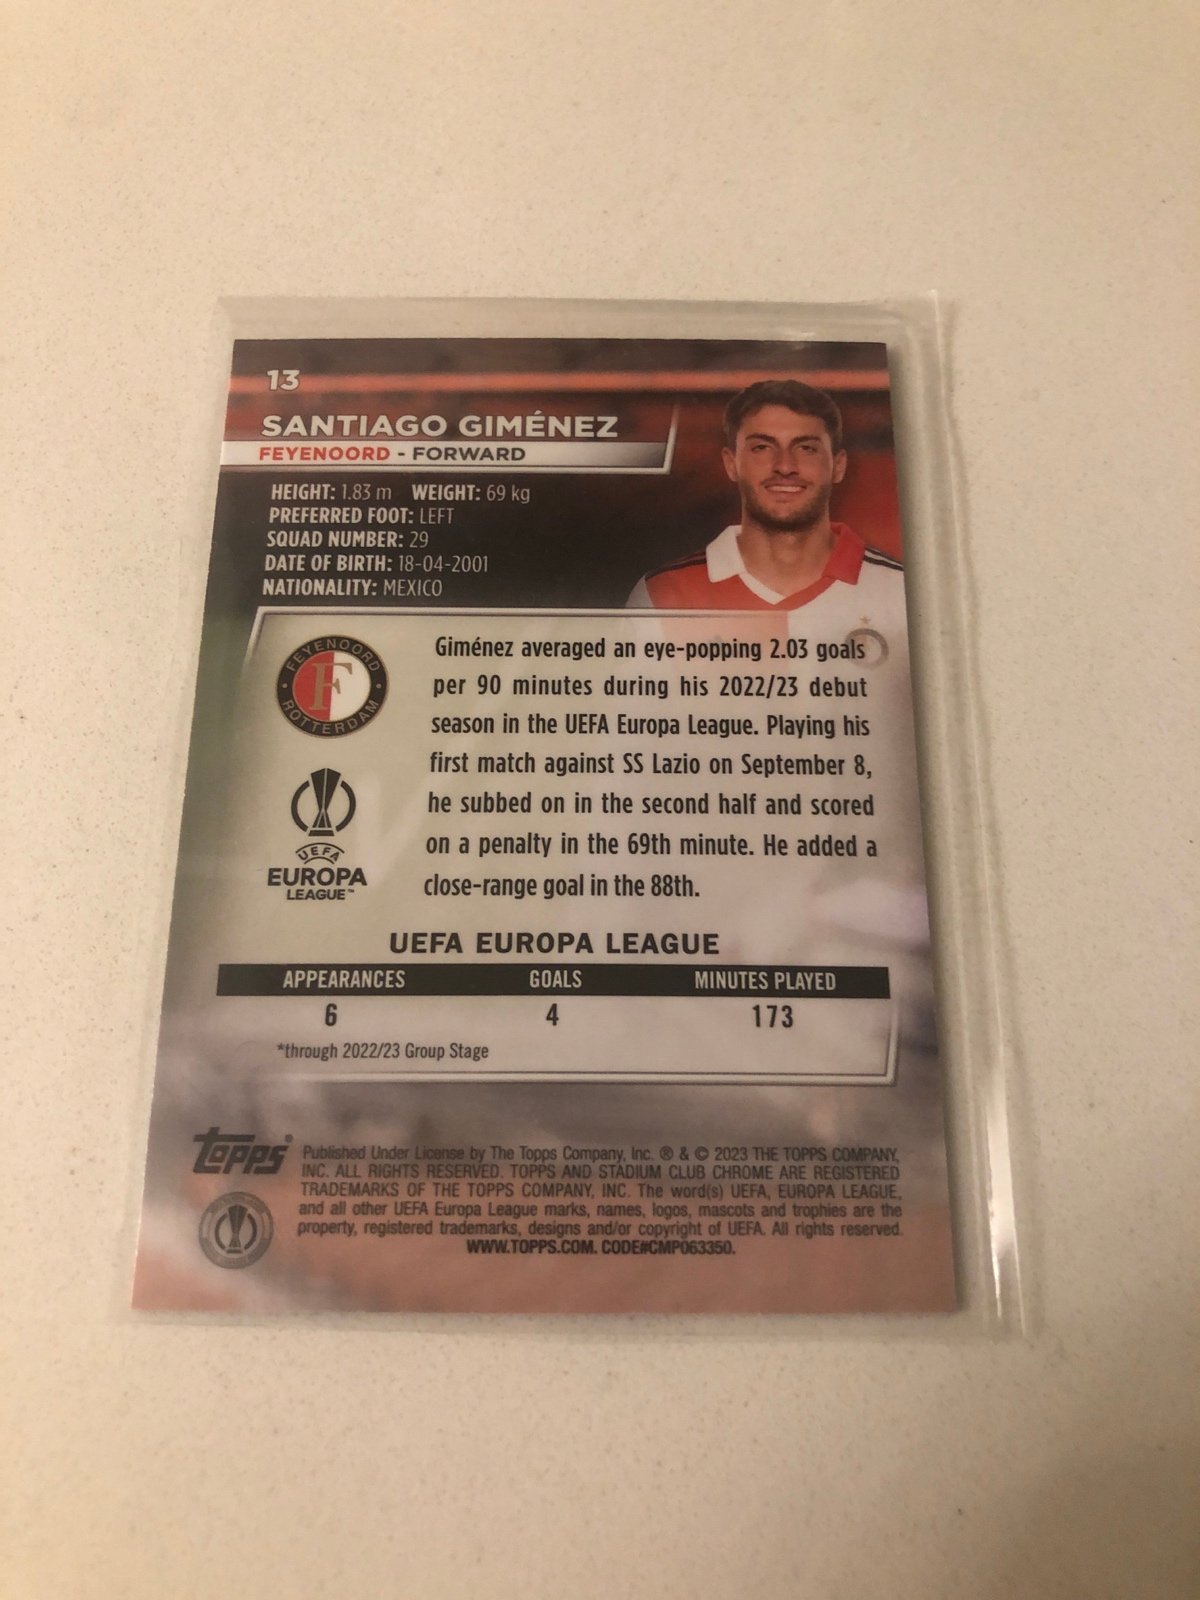 13
SANTIAGO GIMÉNEZ
FEYENOORD - FORWARD
HEIGHT: 1.83 m WEIGHT: 69 kg
PREFERRED FOOT: LEFT
SQUAD NUMBER: 29
DATE OF BIRTH: 18-04-2001
NATIONALITY: MEXICO
FEYENOORD
F
ROTTERDAM
Giménez averaged an eye-popping 2.03 goals
per 90 minutes during his 2022/23 debut
season in the UEFA Europa League. Playing his
first match against SS Lazio on September 8,
he subbed on in the second half and scored
on a penalty in the 69th minute. He added a
close-range goal in the 88th.
UEFA
EUROPA
LEAGUE™
UEFA EUROPA LEAGUE
APPEARANCES GOALS MINUTES PLAYED
6 4 173
*through 2022/23 Group Stage
topps®
Published Under License by The Topps Company, Inc. ® & © 2023 THE TOPPS COMPANY,
INC. ALL RIGHTS RESERVED. TOPPS AND STADIUM CLUB CHROME ARE REGISTERED
TRADEMARKS OF THE TOPPS COMPANY, INC. The word(s) UEFA, EUROPA LEAGUE,
and all other UEFA Europa League marks, names, logos, mascots and trophies are the
property, registered trademarks, designs and/or copyright of UEFA. All rights reserved.
WWW.TOPPS.COM. CODE#CMP063350.